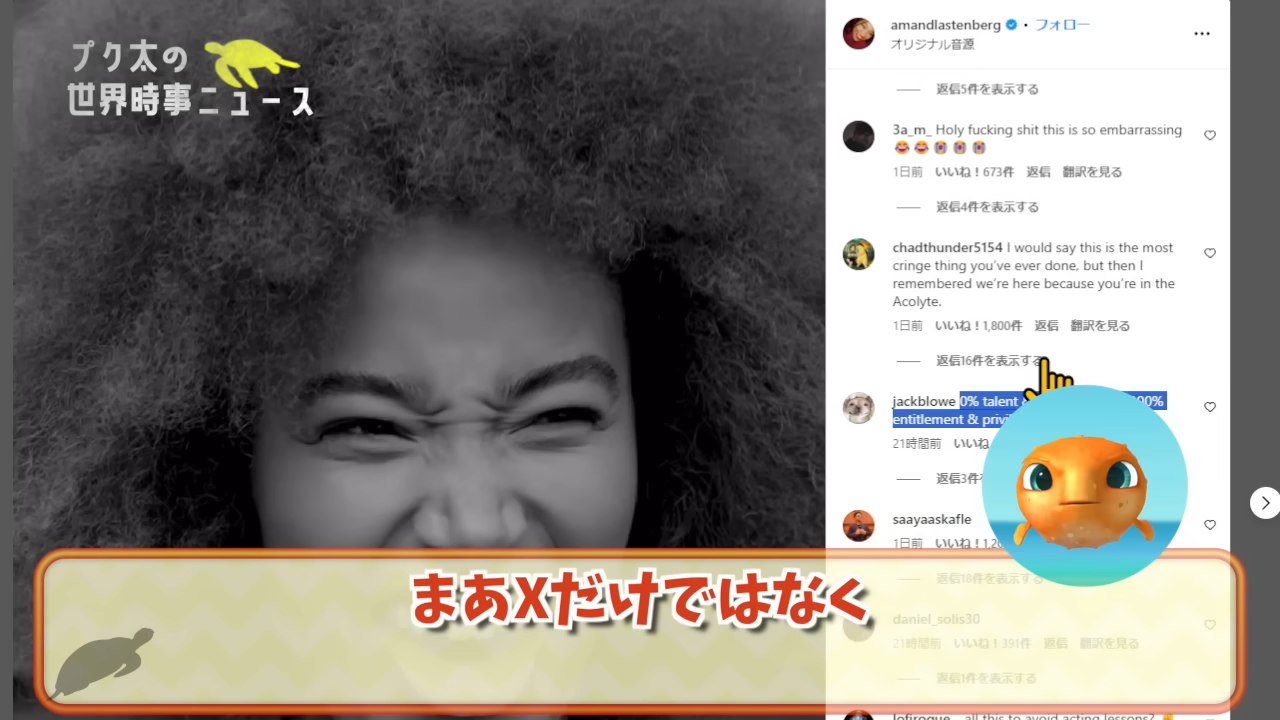 プク太の
世界時事ニュース
amandlastenberg • フォロー
オリジナル音源
返信5件を表示する
3a_m_ Holy fucking shit this is so embarrassing
😂😂😭😭😭
1日前 いいね！673件 返信 翻訳を見る
返信4件を表示する
chadthunder5154 I would say this is the most
cringe thing you've ever done, but then I
remembered we're here because you're in the
Acolyte.
1日前 いいね！1,800件 返信 翻訳を見る
返信16件を表示する
jackblowe 0% talent
entitlement &
21時間前 いいね
返信3件
saayaaskafle
1日前 いいね！1,20
返信18件を表示する
daniel_solis30
21時間前 いいね！391件 返信 翻訳を見る
返信1件を表示する
lofirogue all this to avoid acting lessons?
まあXだけではなく